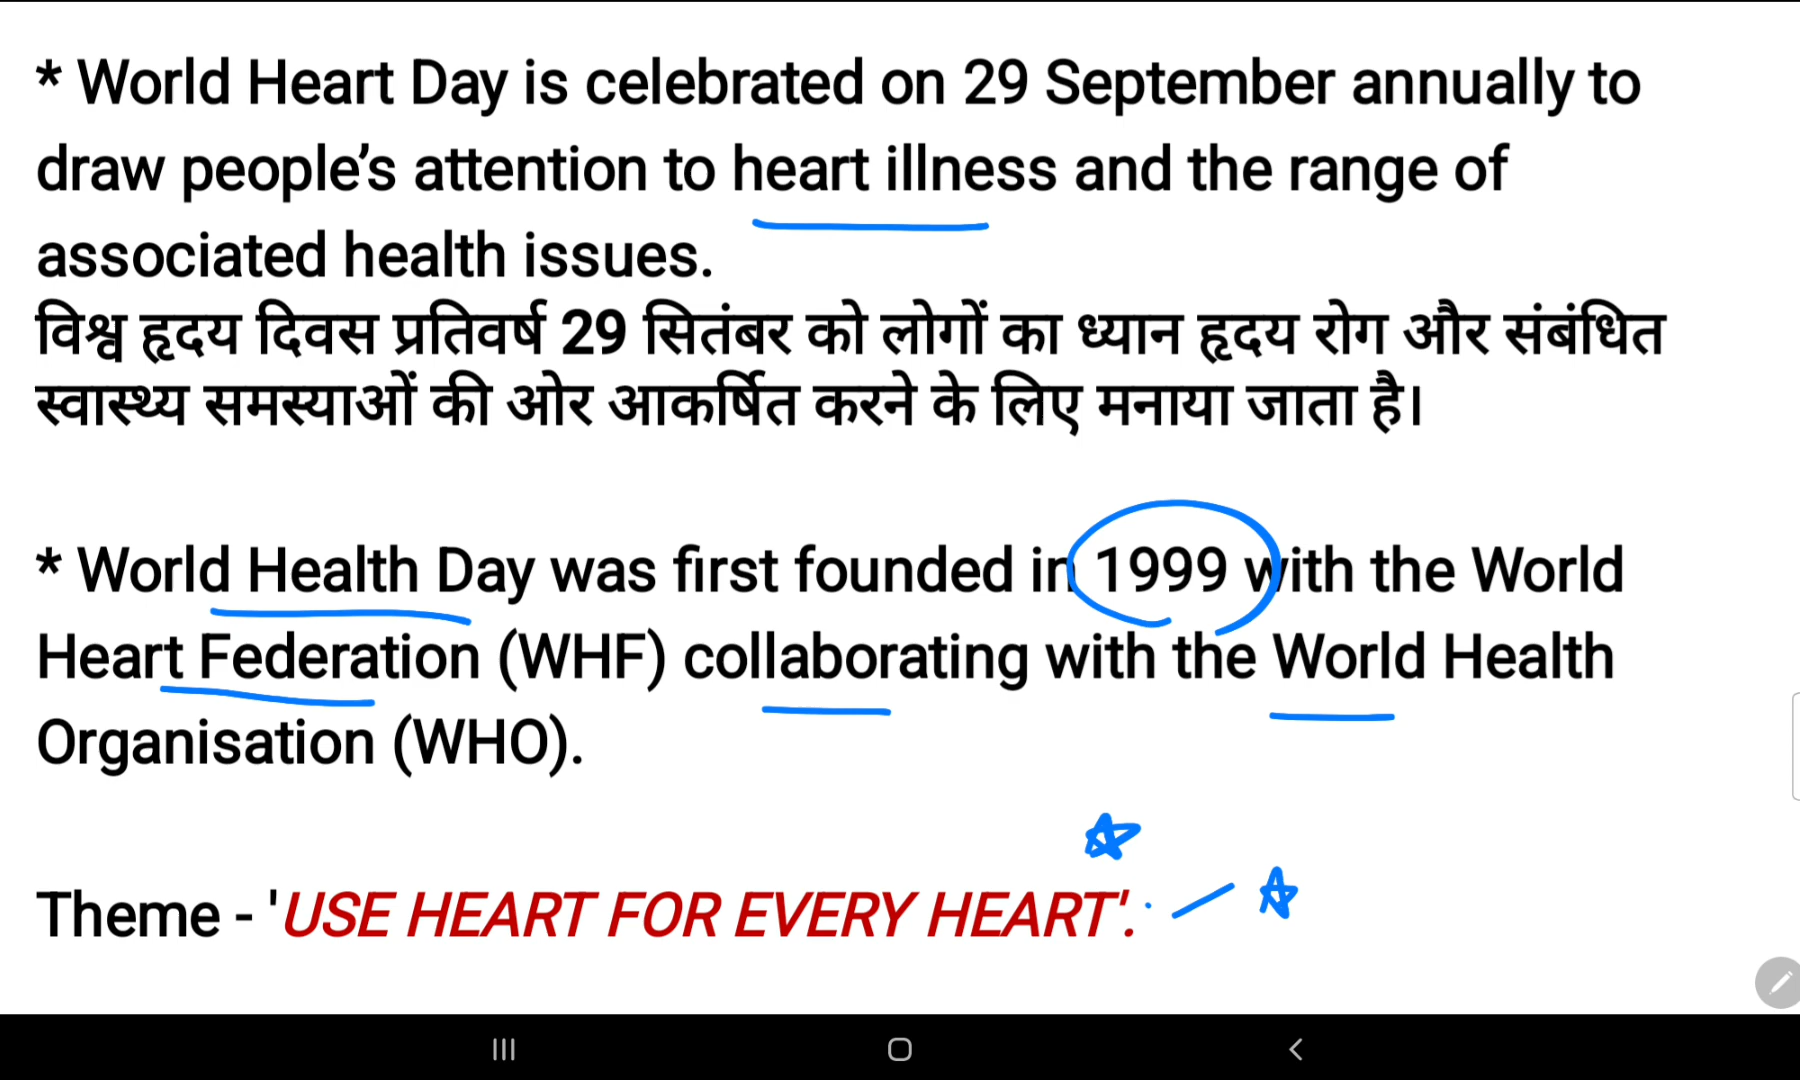 * World Heart Day is celebrated on 29 September annually to
draw people’s attention to heart illness and the range of
associated health issues.
विश्व हृदय दिवस प्रतिवर्ष 29 सितंबर को लोगों का ध्यान हृदय रोग और संबंधित
स्वास्थ्य समस्याओं की ओर आकर्षित करने के लिए मनाया जाता है।
* World Health Day was first founded in 1999 with the World
Heart Federation (WHF) collaborating with the World Health
Organisation (WHO).
Theme - 'USE HEART FOR EVERY HEART'.